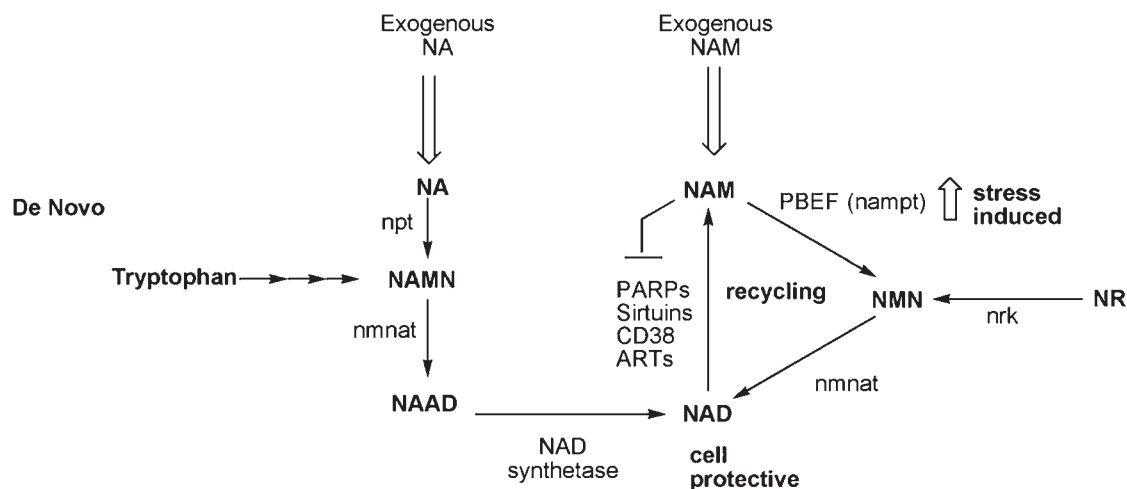 Exogenous
NA
Exogenous
NAM
NA
NAM
PBEF (nampt)
stress
induced
De Novo
npt
Tryptophan
NAMN
PARPs
Sirtuins
CD38
ARTs
recycling
NMN
nrk
NR
nmnat
nmnat
NAAD
NAD
synthetase
NAD
cell
protective